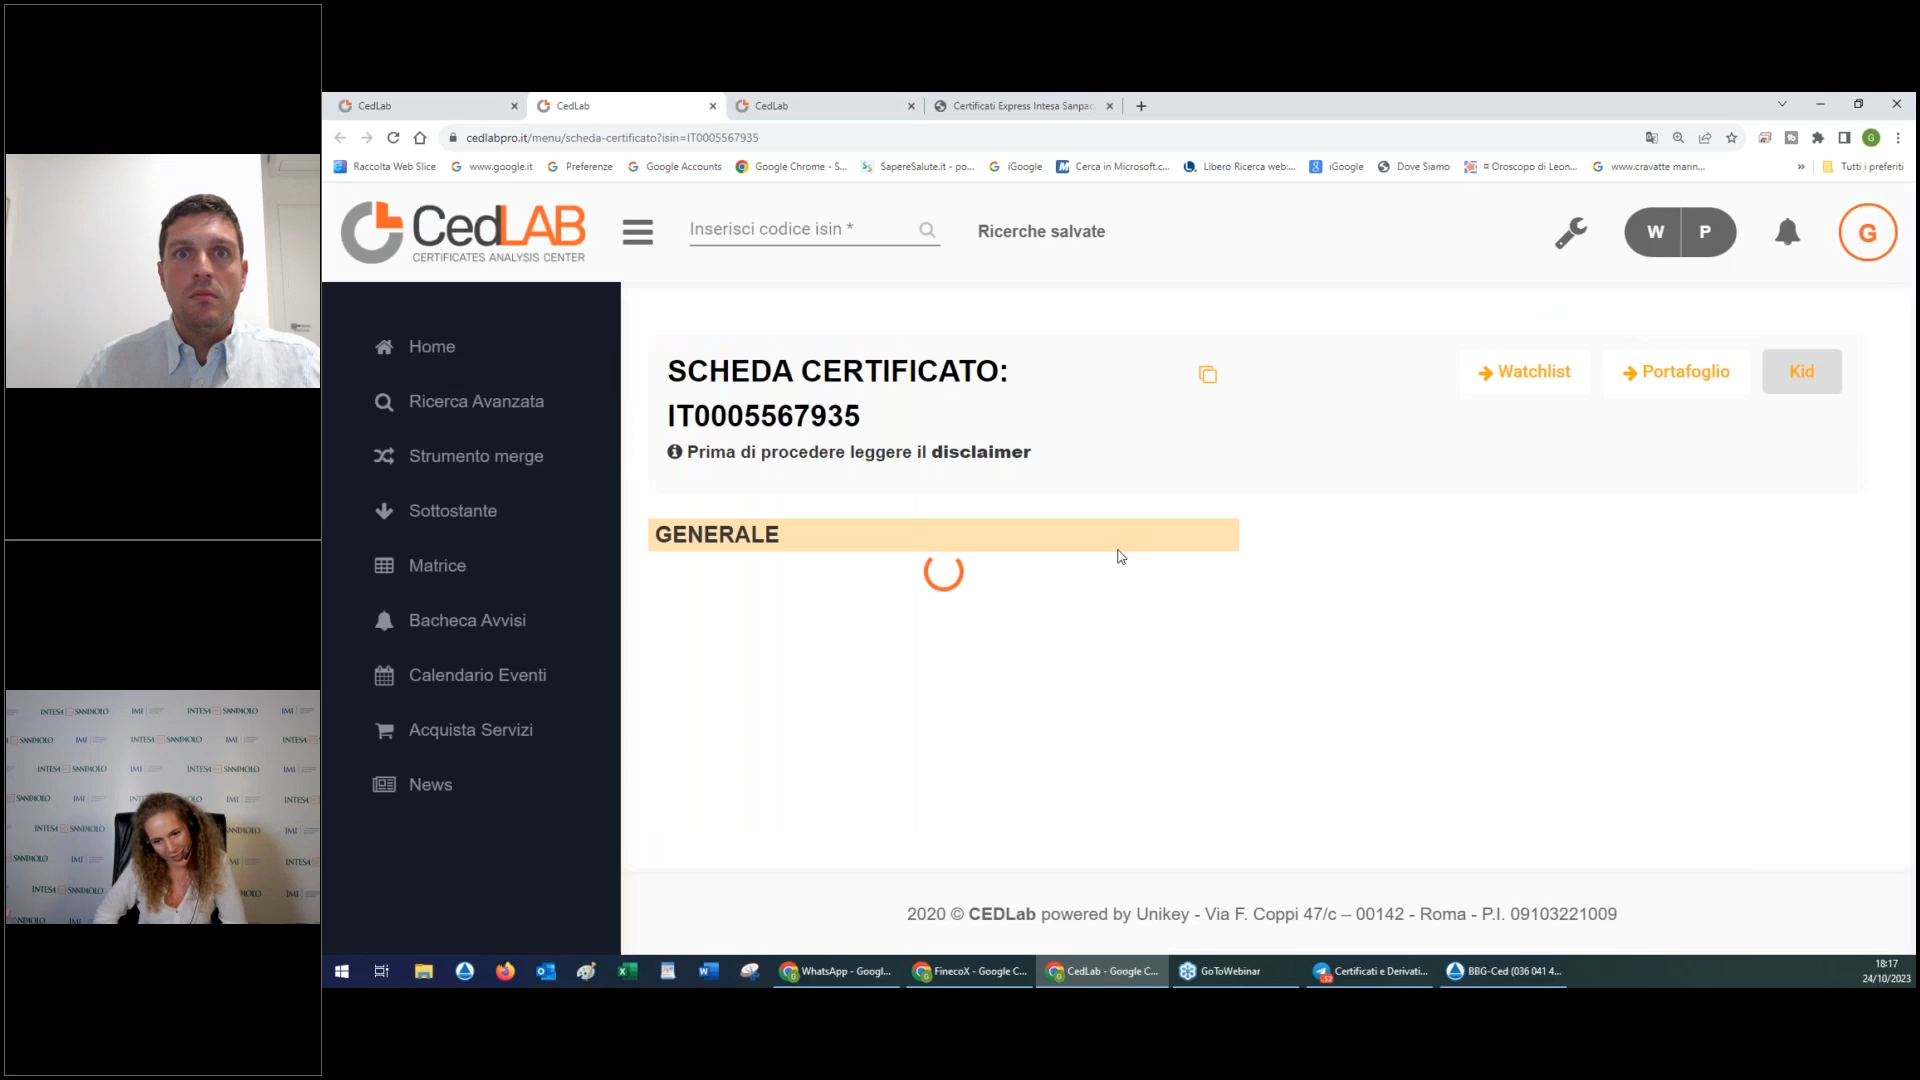 CedLab
CedLab
CedLab
Certificati Express Intesa Sanpao
cedlabpro.it/menu/scheda-certificato?isin=IT0005567935
Raccolta Web Slice
www.google.it
Preferenze
Google Accounts
Google Chrome - S...
SapereSalute.it - po...
iGoogle
Cerca in Microsoft.c...
Libero Ricerca web:...
iGoogle
Dove Siamo
¤ Oroscopo di Leon...
www.cravatte marin...
»
Tutti i preferiti
CedLAB
CERTIFICATES ANALYSIS CENTER
Inserisci codice isin *
Ricerche salvate
W P
G
Home
Ricerca Avanzata
Strumento merge
Sottostante
Matrice
Bacheca Avvisi
Calendario Eventi
Acquista Servizi
News
SCHEDA CERTIFICATO:
IT0005567935
Prima di procedere leggere il disclaimer
Watchlist
Portafoglio
Kid
GENERALE
2020 © CEDLab powered by Unikey - Via F. Coppi 47/c – 00142 - Roma - P.I. 09103221009
WhatsApp - Googl...
FinecoX - Google C...
CedLab - Google C...
GoToWebinar
Certificati e Derivati...
BBG-Ced (036 041 4...
18:17
24/10/2023
INTESA SANPAOLO IMI